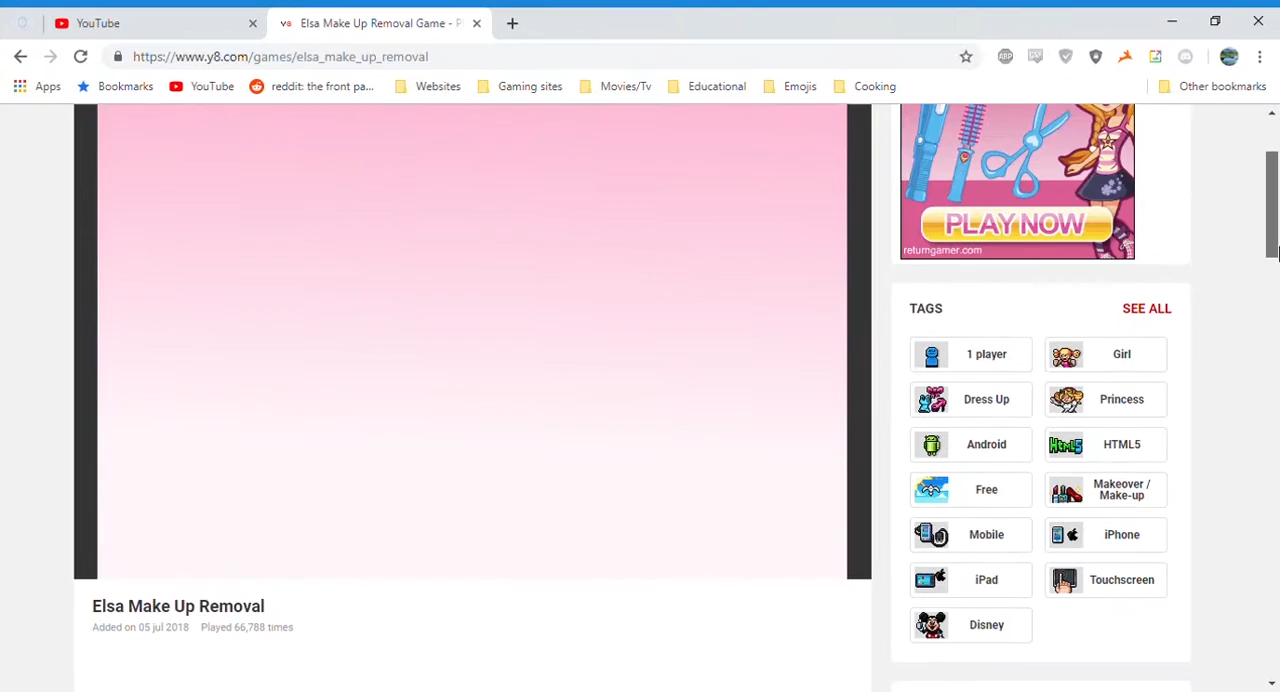 YouTube
Elsa Make Up Removal Game - P
https://www.y8.com/games/elsa_make_up_removal
Apps Bookmarks YouTube reddit: the front pa... Websites Gaming sites Movies/Tv Educational Emojis Cooking Other bookmarks
PLAY NOW
returngamer.com
TAGS SEE ALL
1 player Girl
Dress Up Princess
Android HTML5
Free Makeover /
Make-up
Mobile iPhone
iPad Touchscreen
Disney
Elsa Make Up Removal
Added on 05 jul 2018 Played 66,788 times